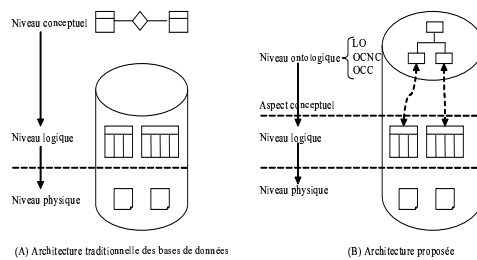 Niveau conceptuel
Niveau logique
Niveau physique
(A) Architecture traditionnelle des bases de données
Niveau ontologique
LO
OCNC
OCC
Aspect conceptuel
Niveau logique
Niveau physique
(B) Architecture proposée